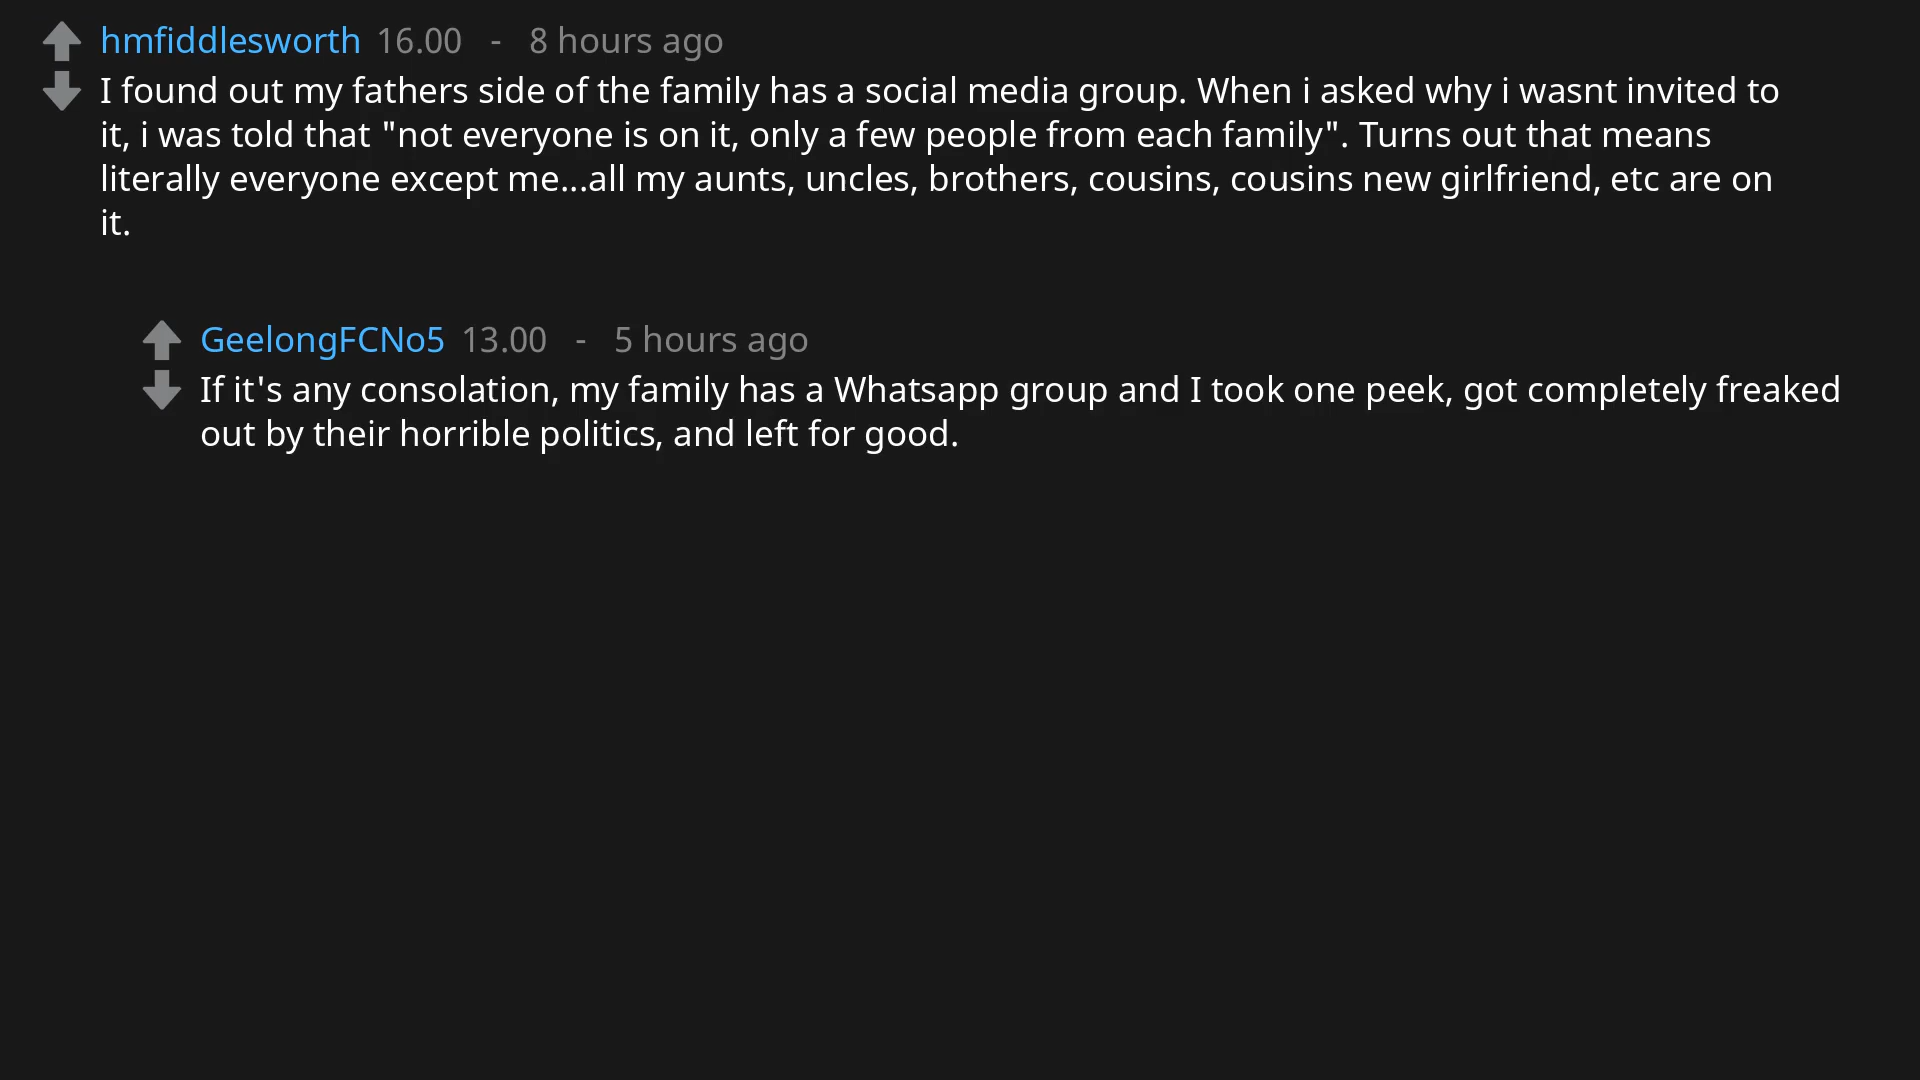 hmfiddlesworth 16.00 - 8 hours ago
I found out my fathers side of the family has a social media group. When i asked why i wasnt invited to
it, i was told that "not everyone is on it, only a few people from each family". Turns out that means
literally everyone except me...all my aunts, uncles, brothers, cousins, cousins new girlfriend, etc are on
it.
GeelongFCNo5 13.00 - 5 hours ago
If it's any consolation, my family has a Whatsapp group and I took one peek, got completely freaked
out by their horrible politics, and left for good.